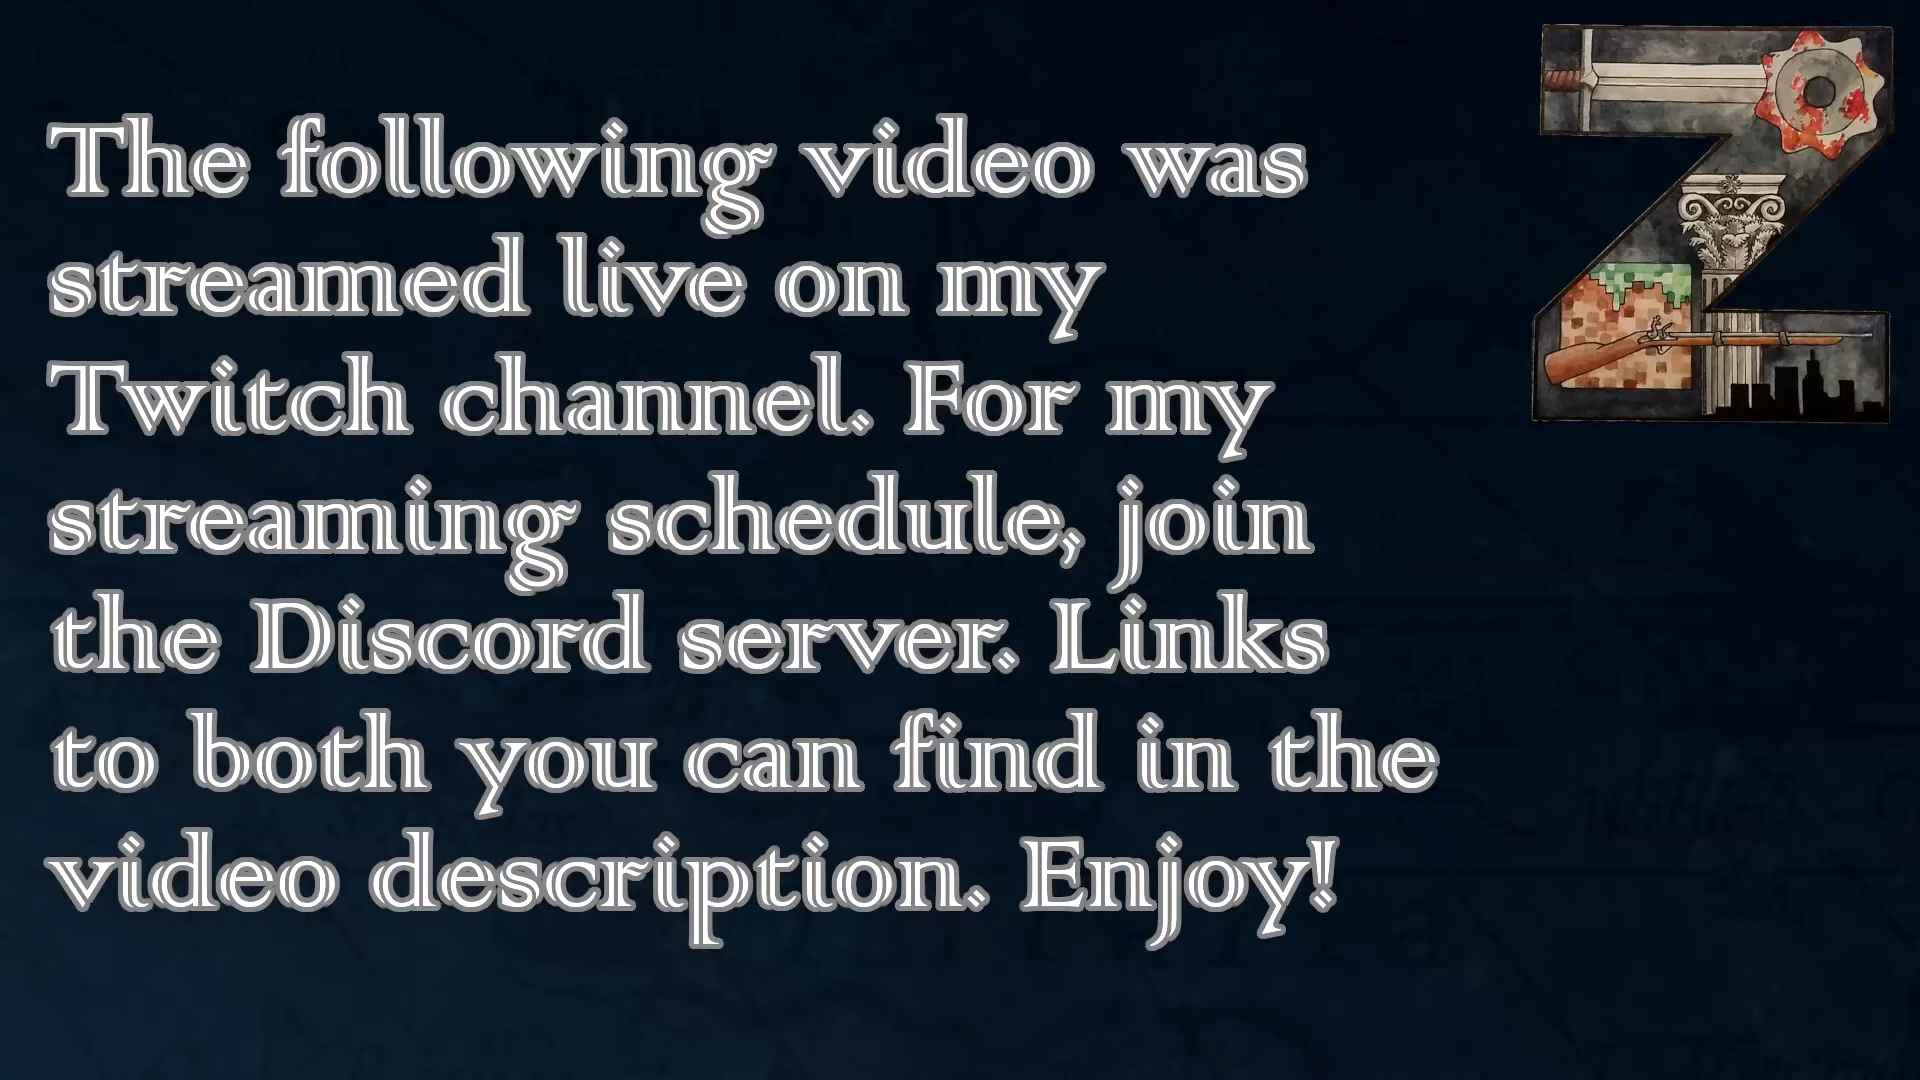 The following video was
streamed live on my
Twitch channel. For my
streaming schedule, join
the Discord server. Links
to both you can find in the
video description. Enjoy!